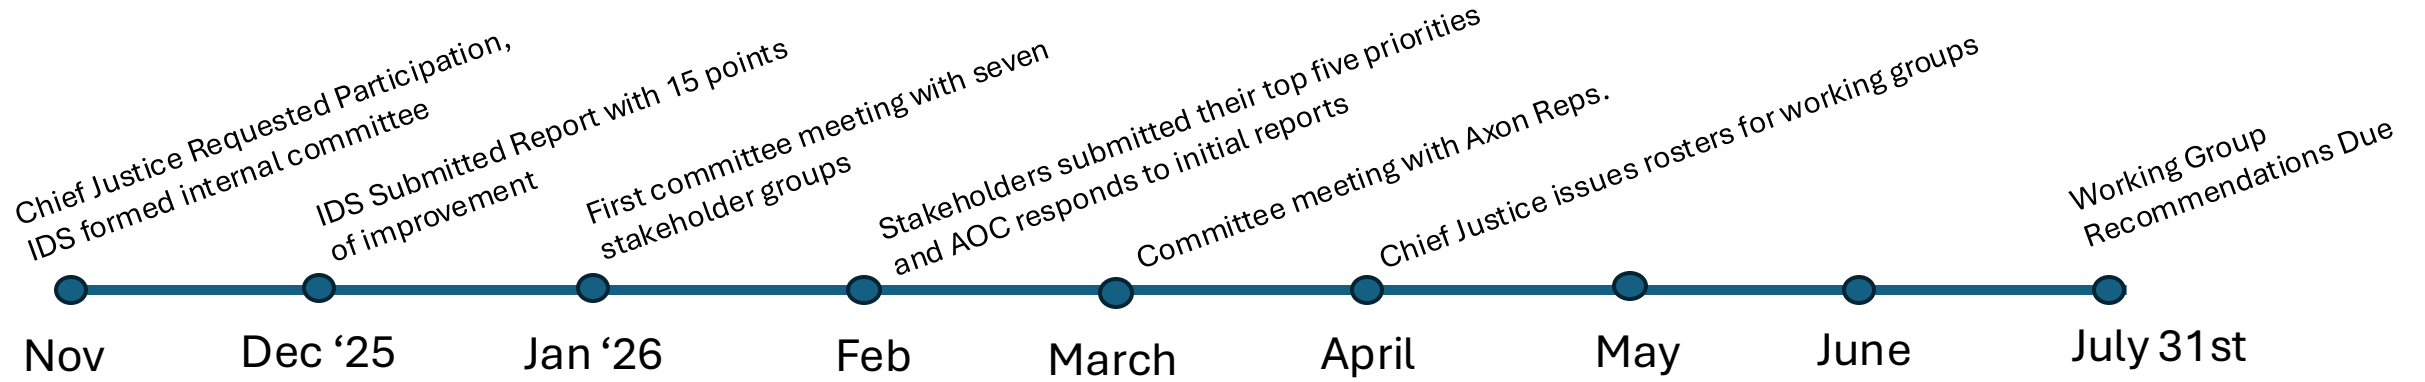 Chief Justice Requested Participation,
IDS formed internal committee
IDS Submitted Report with 15 points
of improvement
First committee meeting with seven
stakeholder groups
Stakeholders submitted their top five priorities
and AOC responds to initial reports
Committee meeting with Axon Reps.
Chief Justice issues rosters for working groups
Working Group
Recommendations Due
Nov
Dec ‘25
Jan ‘26
Feb
March
April
May
June
July 31st